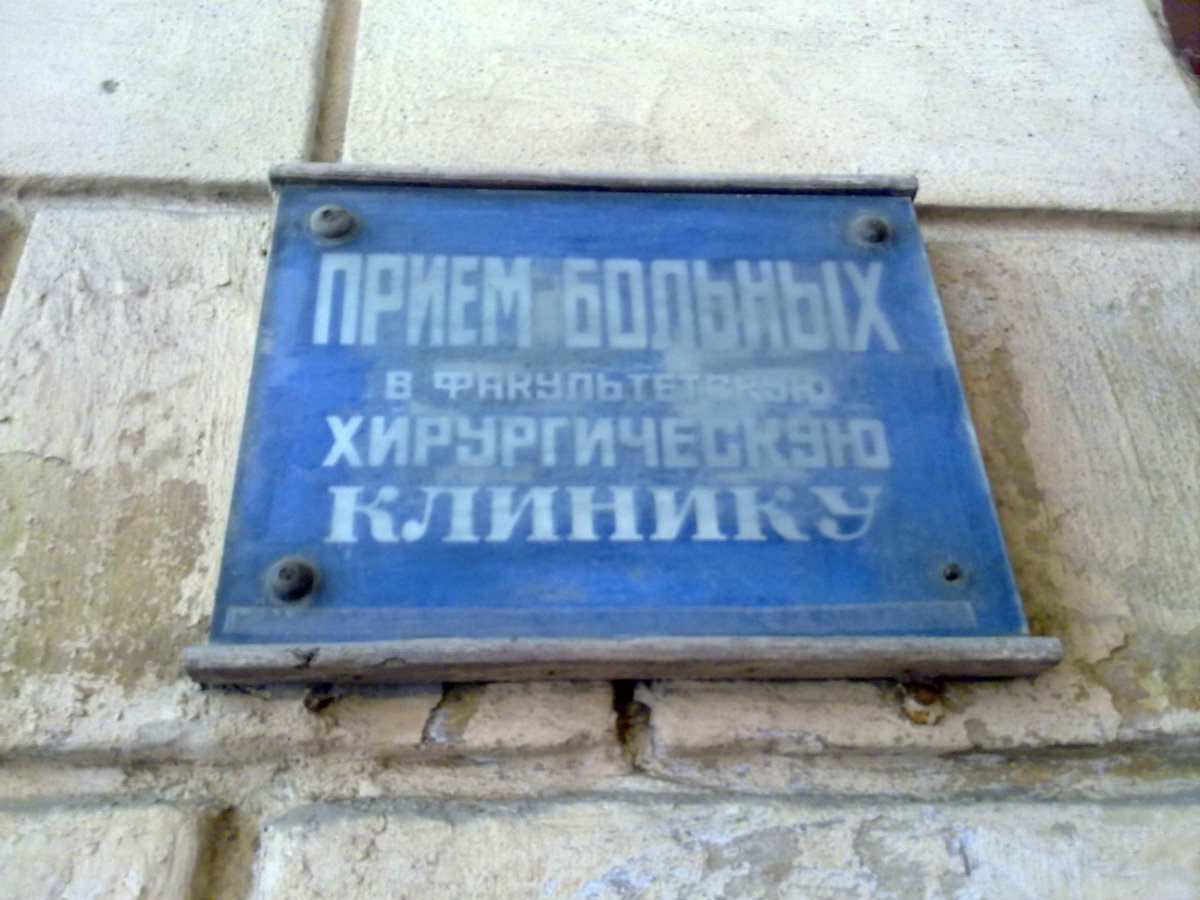 ПРИЕМ БОЛЬНЫХ
В ФАКУЛЬТЕТСКУЮ
ХИРУРГИЧЕСКУЮ
КЛИНИКУ